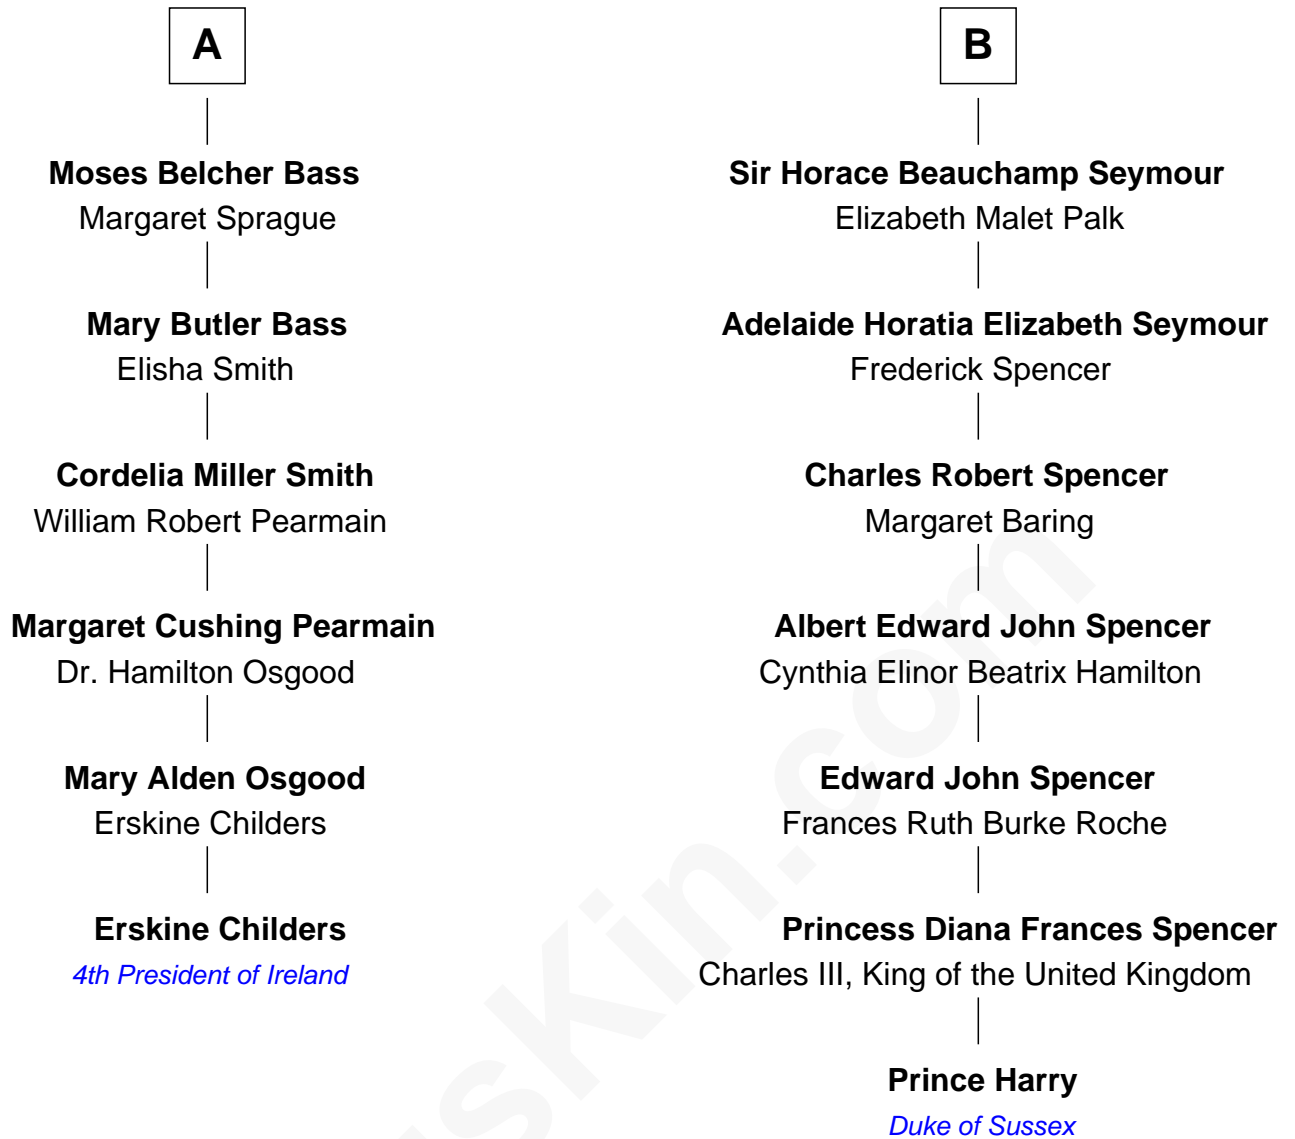 A
Moses Belcher Bass
Margaret Sprague
Mary Butler Bass
Elisha Smith
Cordelia Miller Smith
William Robert Pearmain
Margaret Cushing Pearmain
Dr. Hamilton Osgood
Mary Alden Osgood
Erskine Childers
Erskine Childers
4th President of Ireland
B
Sir Horace Beauchamp Seymour
Elizabeth Malet Palk
Adelaide Horatia Elizabeth Seymour
Frederick Spencer
Charles Robert Spencer
Margaret Baring
Albert Edward John Spencer
Cynthia Elinor Beatrix Hamilton
Edward John Spencer
Frances Ruth Burke Roche
Princess Diana Frances Spencer
Charles III, King of the United Kingdom
Prince Harry
Duke of Sussex
sKin.com